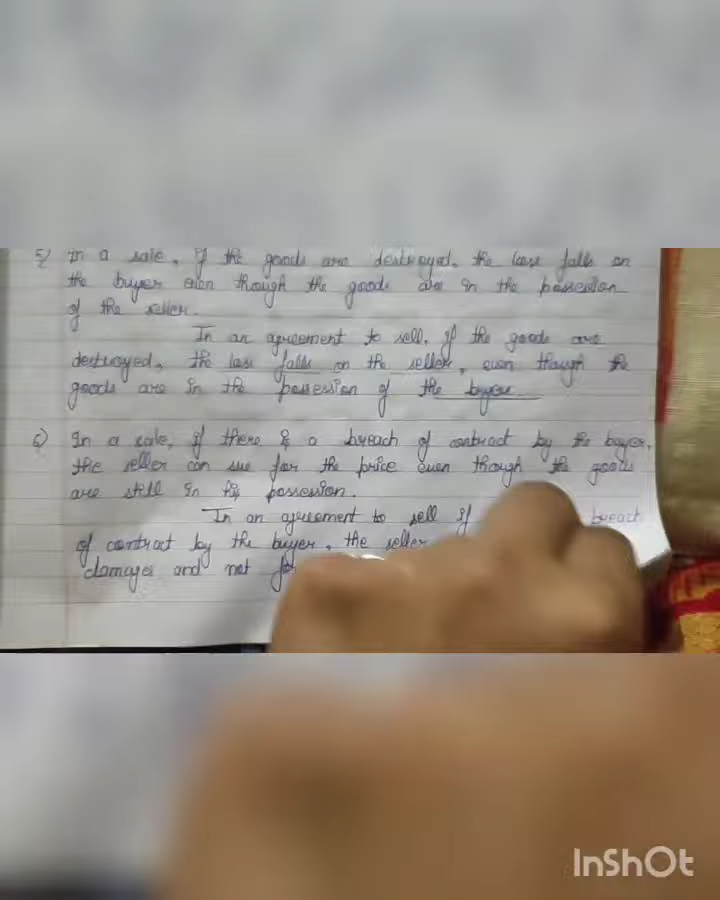 5) In a sale, if the goods are destroyed, the loss falls on
the buyer even though the goods are in the possession
of the seller.
In an agreement to sell, if the goods are
destroyed, the loss falls on the seller, even though the
goods are in the possession of the buyer.
6) In a sale, if there is a breach of contract by the buyer,
the seller can sue for the price even though the goods
are still in his possession.
In an agreement to sell if breach
of contract by the buyer, the seller
damages and not
InShOt